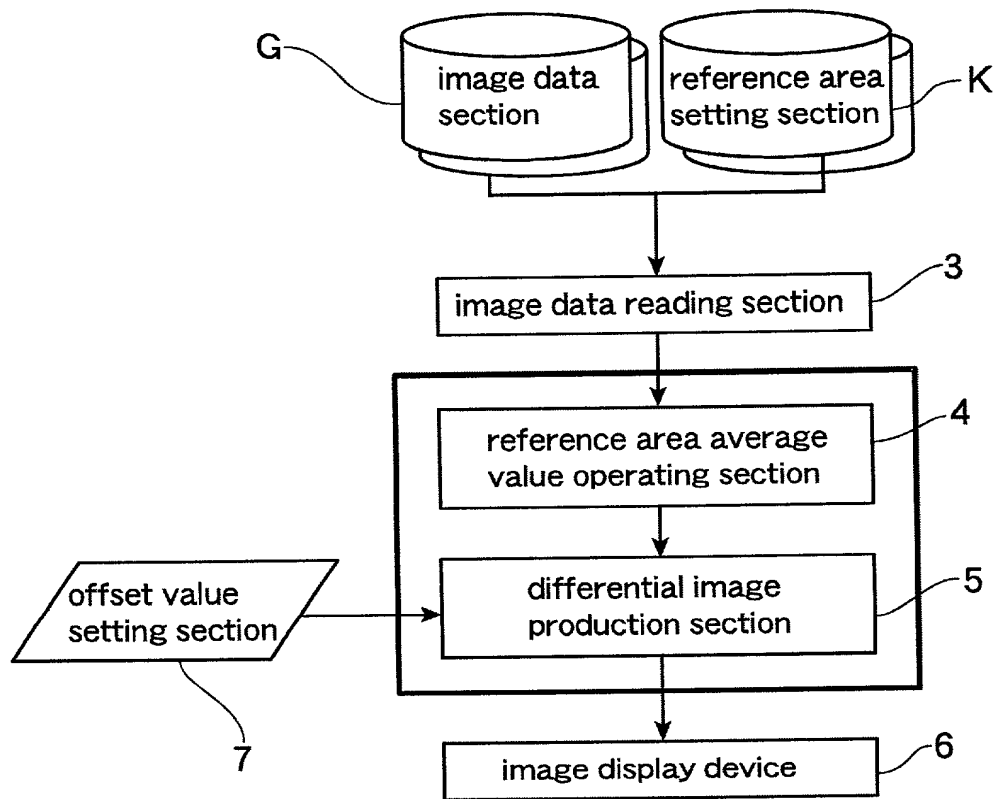 G
image data
section
reference area
setting section
K
image data reading section
3
reference area average
value operating section
4
offset value
setting section
7
differential image
production section
5
image display device
6